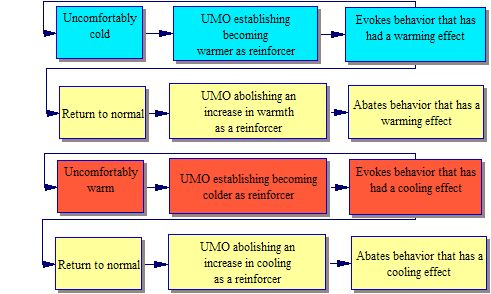 Uncomfortably
cold
UMO establishing
becoming
warmer as reinforcer
Evokes behavior that has
had a warming effect
Return to normal
UMO abolishing an
increase in warmth
as a reinforcer
Abates behavior that has a
warming effect
Uncomfortably
warm
UMO establishing becoming
colder as reinforcer
Evokes behavior that has
had a cooling effect
Return to normal
UMO abolishing an
increase in cooling
as a reinforcer
Abates behavior that has a
cooling effect